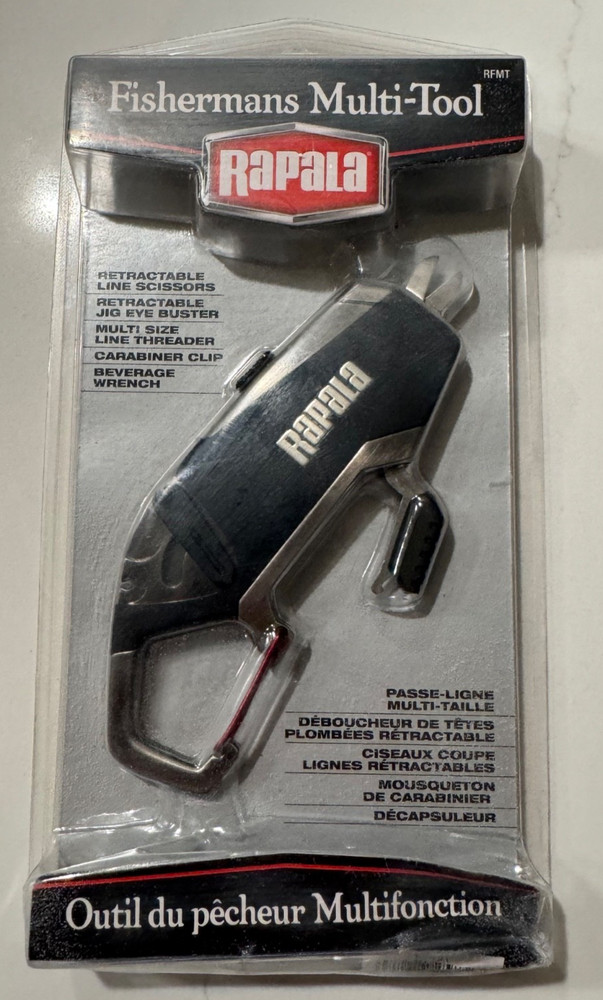 Fishermans Multi-Tool
RFMT
Rapala
RETRACTABLE
LINE SCISSORS
RETRACTABLE
JIG EYE BUSTER
MULTI SIZE
LINE THREADER
CARABINER CLIP
BEVERAGE
WRENCH
Rapala
PASSE-LIGNE
MULTI-TAILLE
DÉBOUCHEUR DE TÊTES
PLOMBÉES RÉTRACTABLE
CISEAUX COUPE
LIGNES RÉTRACTABLES
MOUSQUETON
DE CARABINIER
DÉCAPSULEUR
Outil du pêcheur Multifonction